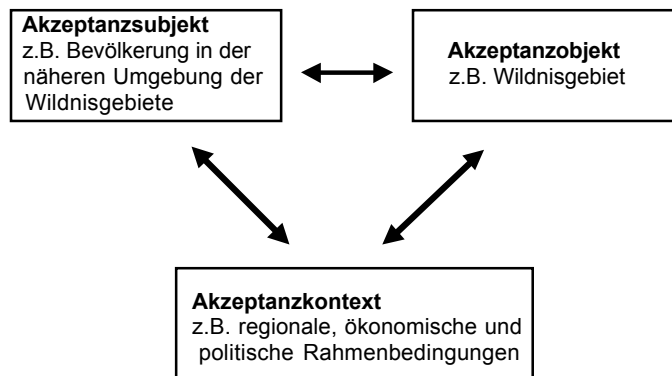 Akzeptanzsubjekt
z.B. Bevölkerung in der
näheren Umgebung der
Wildnisgebiete
Akzeptanzobjekt
z.B. Wildnisgebiet
Akzeptanzkontext
z.B. regionale, ökonomische und
politische Rahmenbedingungen